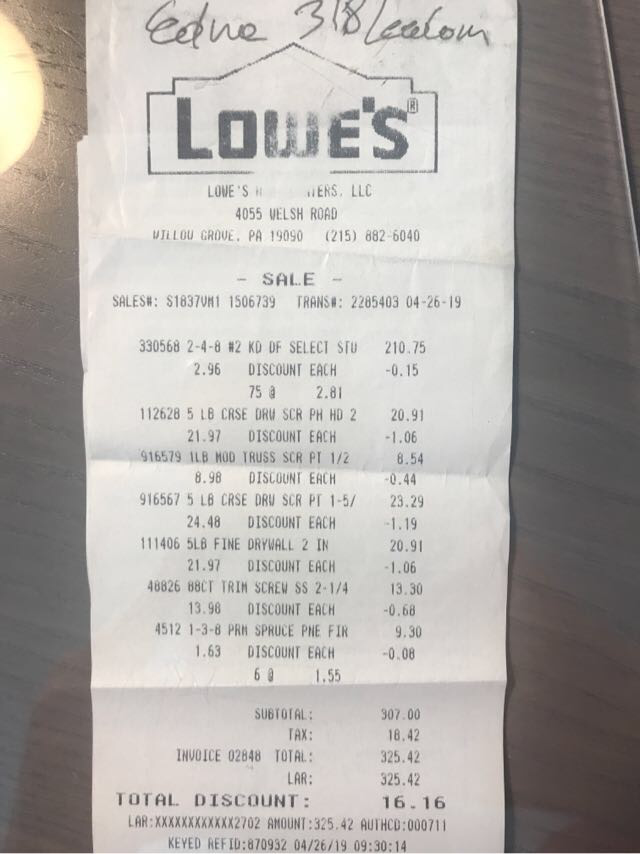 318
LOWE'S®
LOWE'S LLC
4055 WELSH ROAD
WILLOW GROVE, PA 19090 (215) 882-6040
- SALE -
SALES#: S1837VM1 1506739 TRANS#: 2285403 04-26-19
330568 2-4-8 #2 KD DF SELECT STU 210.75
2.96 DISCOUNT EACH -0.15
75 @ 2.81
112628 5 LB CRSE DRW SCR PH HD 2 20.91
21.97 DISCOUNT EACH -1.06
916579 1LB MOD TRUSS SCR PT 1/2 8.54
8.98 DISCOUNT EACH -0.44
916567 5 LB CRSE DRW SCR PT 1-5/ 23.29
24.48 DISCOUNT EACH -1.19
111406 5LB FINE DRYWALL 2 IN 20.91
21.97 DISCOUNT EACH -1.06
48826 88CT TRIM SCREW SS 2-1/4 13.30
13.98 DISCOUNT EACH -0.68
4512 1-3-8 PRM SPRUCE PNE FIR 9.30
1.63 DISCOUNT EACH -0.08
6 @ 1.55
SUBTOTAL: 307.00
TAX: 18.42
INVOICE 02848 TOTAL: 325.42
LAR: 325.42
TOTAL DISCOUNT: 16.16
LAR:XXXXXXXXXXXX2702 AMOUNT:325.42 AUTHCD:000711
KEYED REFID:870932 04/26/19 09:30:14